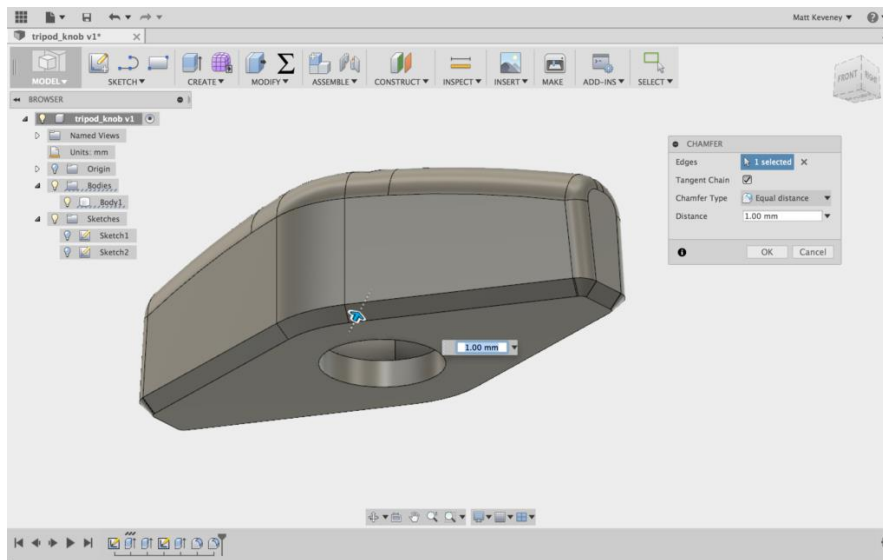 Matt Keveney
tripod_knob v1*
MODEL
SKETCH
CREATE
MODIFY
ASSEMBLE
CONSTRUCT
INSPECT
INSERT
MAKE
ADD-INS
SELECT
FRONT
BROWSER
tripod_knob v1
Named Views
Units: mm
Origin
Bodies
Body1
Sketches
Sketch1
Sketch2
CHAMFER
Edges 1 selected
Tangent Chain
Chamfer Type Equal distance
Distance 1.00 mm
OK Cancel
1.00 mm